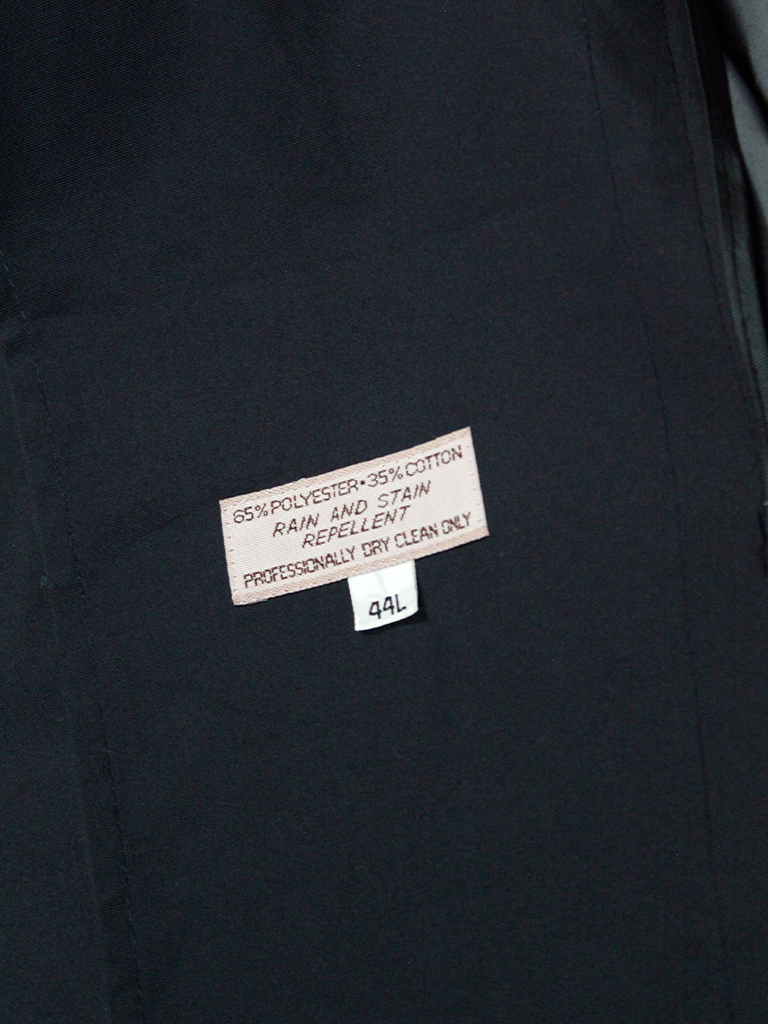 65% POLYESTER • 35% COTTON
RAIN AND STAIN
REPELLENT
PROFESSIONALLY DRY CLEAN ONLY
44L